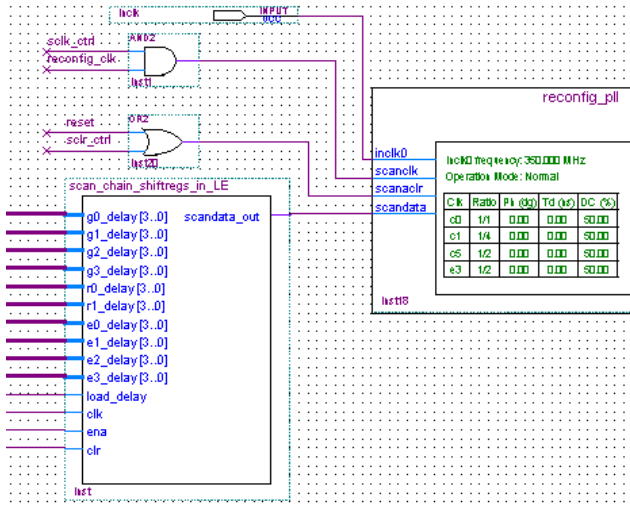 inclk INPUT
VCC
sclk_ctrl AND2
reconfig_clk
inst1
reset OR2
sclr_ctrl
inst20
reconfig_pll
inclk0
scanclk
scanaclr
scandata
inclk0 frequency: 350.000 MHz
Operation Mode: Normal
Clk Ratio Ph (dg) Td (ns) DC (%)
c0 1/1 0.00 0.00 50.00
c1 1/4 0.00 0.00 50.00
c5 1/2 0.00 0.00 50.00
e3 1/2 0.00 0.00 50.00
inst18
scan_chain_shiftregs_in_LE
g0_delay[3..0] scandata_out
g1_delay[3..0]
g2_delay[3..0]
g3_delay[3..0]
r0_delay[3..0]
r1_delay[3..0]
e0_delay[3..0]
e1_delay[3..0]
e2_delay[3..0]
e3_delay[3..0]
load_delay
clk
ena
clr
inst